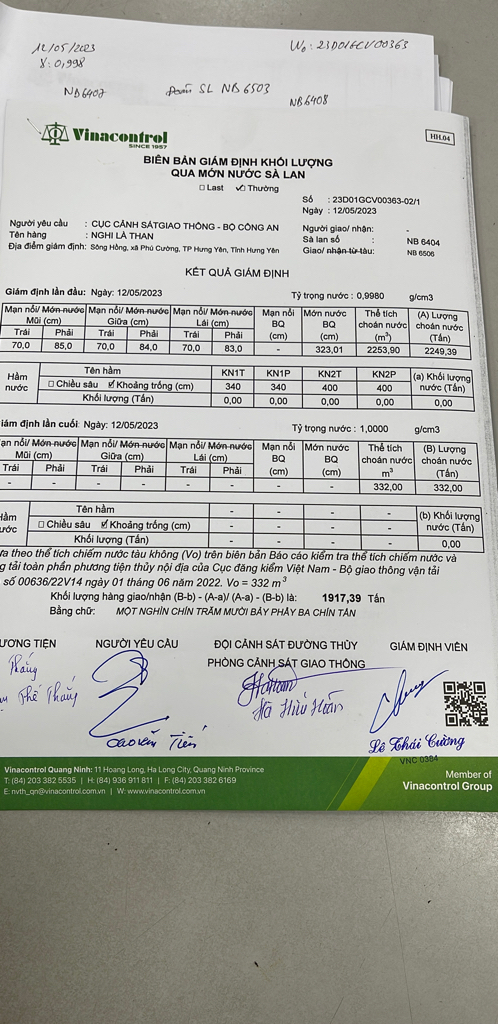 12/05/2023
Wo: 23D01GCV00363
γ: 0,998
NB6407
SL NB 6503
NB6408
Vinacontrol
SINCE 1957
HH.04
BIÊN BẢN GIÁM ĐỊNH KHỐI LƯỢNG
QUA MỚN NƯỚC SÀ LAN
□ Last ☑ Thường
Số : 23D01GCV00363-02/1
Ngày : 12/05/2023
Người yêu cầu : CỤC CẢNH SÁTGIAO THÔNG - BỘ CÔNG AN
Người giao/ nhận: -
Tên hàng : NGHI LÀ THAN
Sà lan số : NB 6404
Địa điểm giám định: Sông Hồng, xã Phú Cường, TP Hưng Yên, Tỉnh Hưng Yên
Giao/ nhận từ tàu: NB 6506
KẾT QUẢ GIÁM ĐỊNH
Giám định lần đầu: Ngày: 12/05/2023 Tỷ trọng nước : 0,9980 g/cm3
Mạn nổi/ Mớn nước Mũi (cm) Mạn nổi/ Mớn nước Giữa (cm) Mạn nổi/ Mớn nước Lái (cm) Mạn nổi BQ (cm) Mớn nước BQ (cm) Thể tích choán nước (m³) (A) Lượng choán nước (Tấn)
Trái Phải Trái Phải Trái Phải
70,0 85,0 70,0 84,0 70,0 83,0 - 323,01 2253,90 2249,39
Hầm nước Tên hầm KN1T KN1P KN2T KN2P (a) Khối lượng nước (Tấn)
□ Chiều sâu ☑ Khoảng trống (cm) 340 340 400 400
Khối lượng (Tấn) 0,00 0,00 0,00 0,00 0,00
iám định lần cuối: Ngày: 12/05/2023 Tỷ trọng nước : 1,0000 g/cm3
ạn nổi/ Mớn nước Mũi (cm) Mạn nổi/ Mớn nước Giữa (cm) Mạn nổi/ Mớn nước Lái (cm) Mạn nổi BQ (cm) Mớn nước BQ (cm) Thể tích choán nước m³ (B) Lượng choán nước (Tấn)
Trái Phải Trái Phải Trái Phải
- - - - - - - - 332,00 332,00
Hầm ước Tên hầm - - - - (b) Khối lượng nước (Tấn)
□ Chiều sâu ☑ Khoảng trống (cm) - - - -
Khối lượng (Tấn) - - - - 0,00
ựa theo thể tích chiếm nước tàu không (Vo) trên biên bản Báo cáo kiểm tra thể tích chiếm nước và
g tải toàn phần phương tiện thủy nội địa của Cục đăng kiểm Việt Nam - Bộ giao thông vận tải
số 00636/22V14 ngày 01 tháng 06 năm 2022. Vo = 332 m³
Khối lượng hàng giao/nhận (B-b) - (A-a)/ (A-a) - (B-b) là: 1917,39 Tấn
Bằng chữ: MỘT NGHÌN CHÍN TRĂM MƯỜI BẢY PHẢY BA CHÍN TẤN
ƯƠNG TIỆN NGƯỜI YÊU CẦU ĐỘI CẢNH SÁT ĐƯỜNG THỦY GIÁM ĐỊNH VIÊN
PHÒNG CẢNH SÁT GIAO THÔNG
Thắng
Thế Thắng
Hà Hữu Hoàn
Tiến
Lê Thái Cường
VNC 0364
Vinacontrol Quang Ninh: 11 Hoang Long, Ha Long City, Quang Ninh Province
T: (84) 203 382 5535 | H: (84) 936 911 811 | F: (84) 203 382 6169
E: nvth_qn@vinacontrol.com.vn | W: www.vinacontrol.com.vn
Member of
Vinacontrol Group